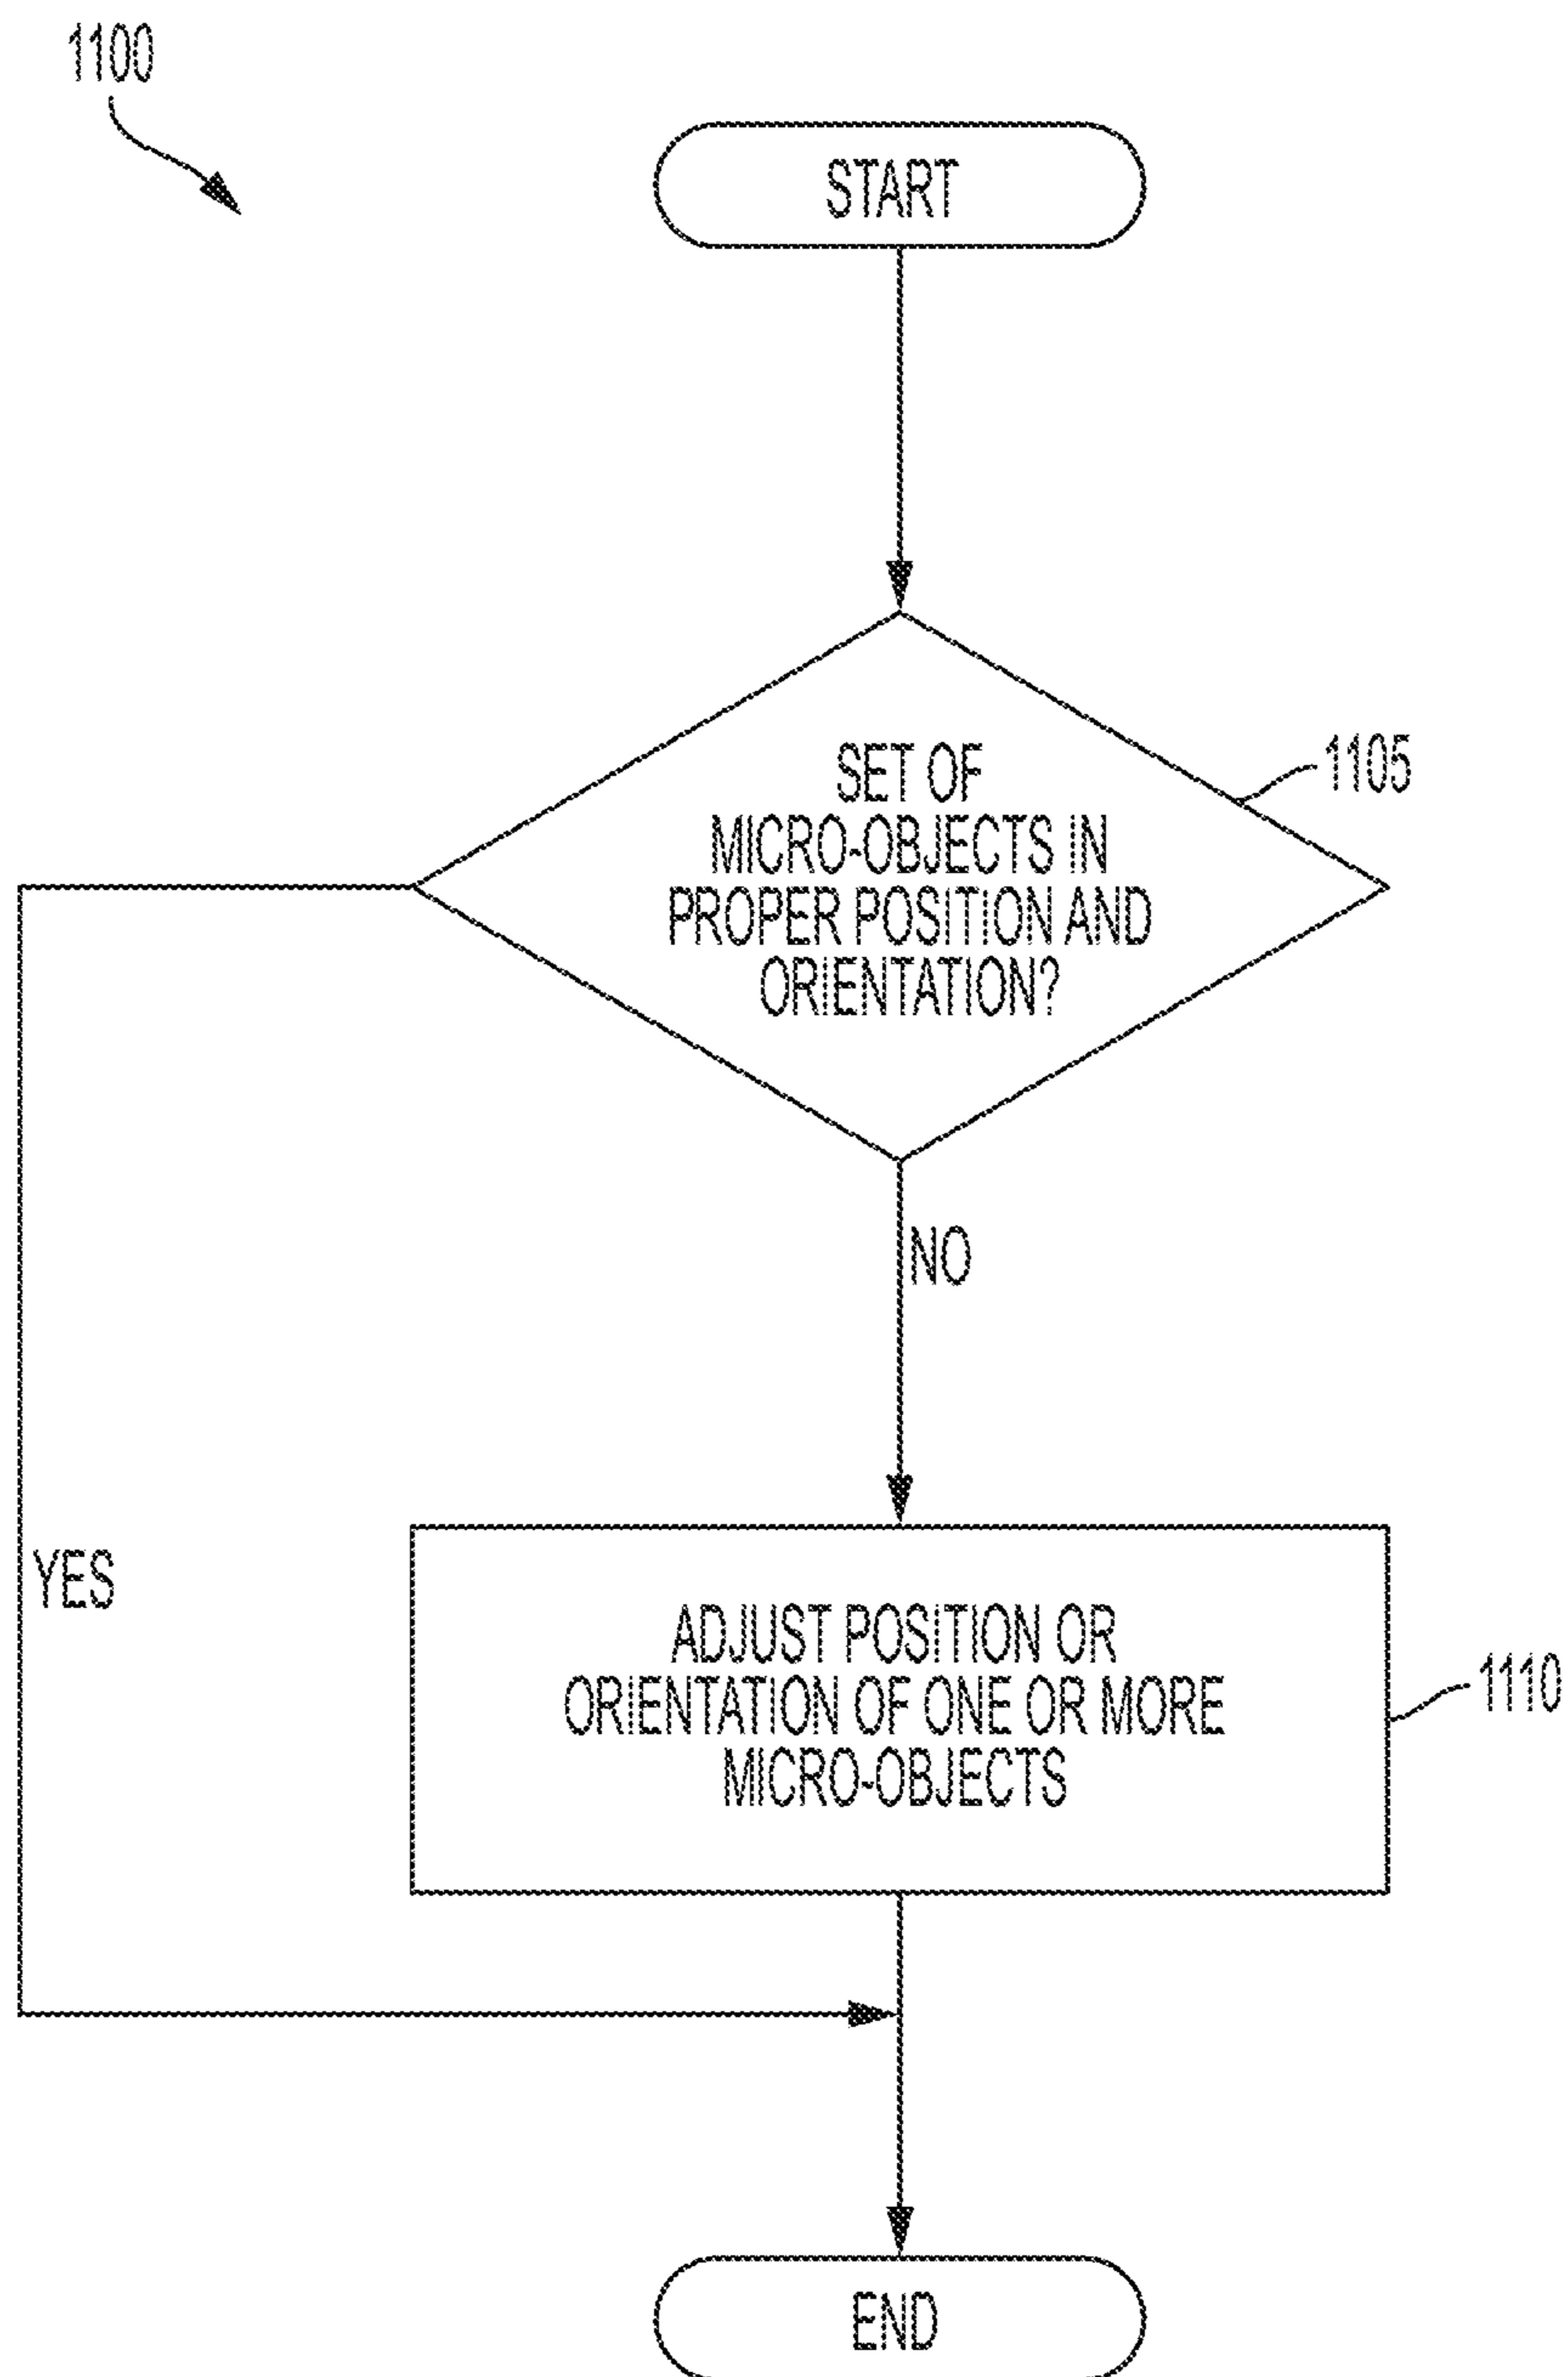 1100
START
SET OF
MICRO-OBJECTS IN
PROPER POSITION AND
ORIENTATION?
1105
NO
YES
ADJUST POSITION OR
ORIENTATION OF ONE OR MORE
MICRO-OBJECTS
1110
END